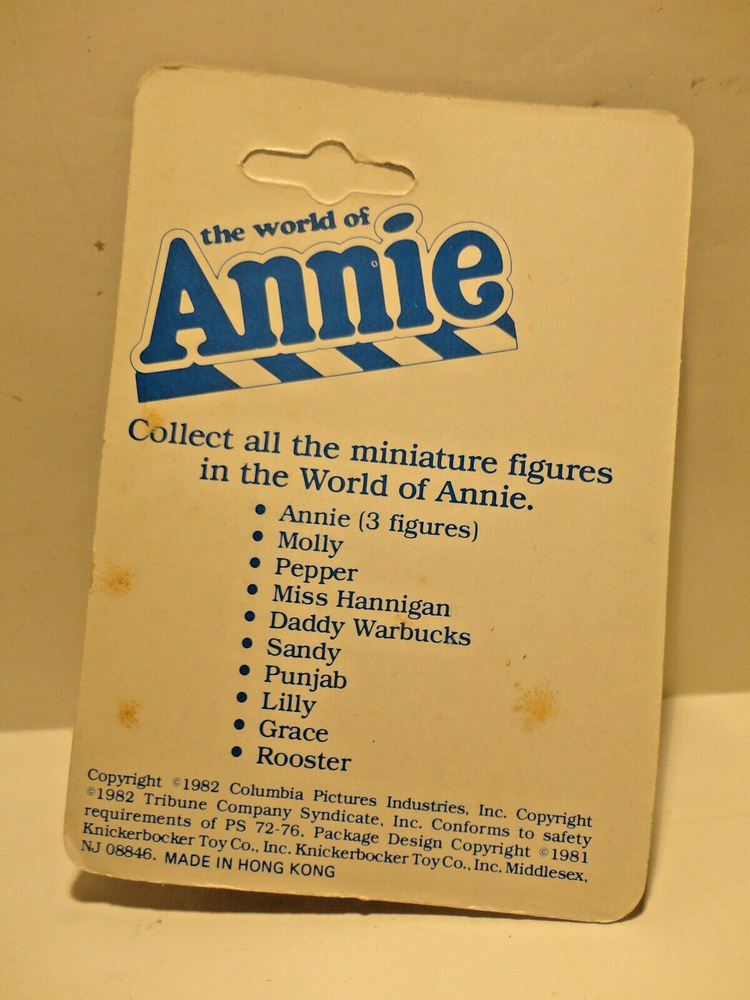 the world of
Annie
Collect all the miniature figures
in the World of Annie.
• Annie (3 figures)
• Molly
• Pepper
• Miss Hannigan
• Daddy Warbucks
• Sandy
• Punjab
• Lilly
• Grace
• Rooster
Copyright ©1982 Columbia Pictures Industries, Inc. Copyright
©1982 Tribune Company Syndicate, Inc. Conforms to safety
requirements of PS 72-76. Package Design Copyright ©1981
Knickerbocker Toy Co., Inc. Knickerbocker Toy Co., Inc. Middlesex,
NJ 08846. MADE IN HONG KONG